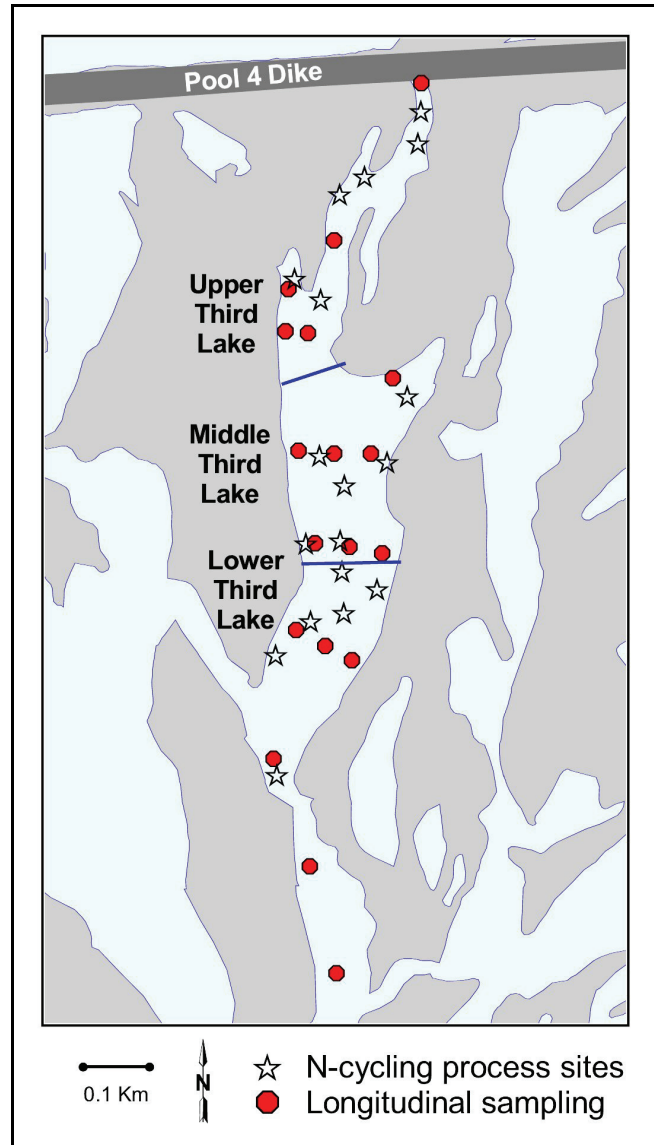 Pool 4 Dike
Upper
Third
Lake
Middle
Third
Lake
Lower
Third
Lake
0.1 Km
N
N-cycling process sites
Longitudinal sampling